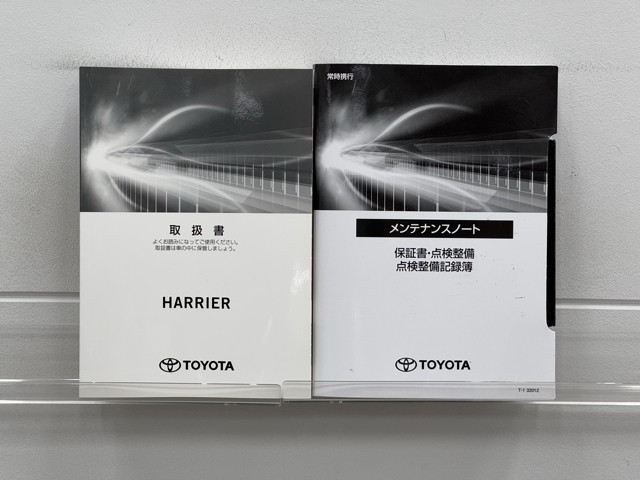 取扱書
よくお読みになってご使用ください。
取扱書は車の中に保管しましょう。
HARRIER
TOYOTA
常時携行
メンテナンスノート
保証書・点検整備
点検整備記録簿
TOYOTA
T-1 32012